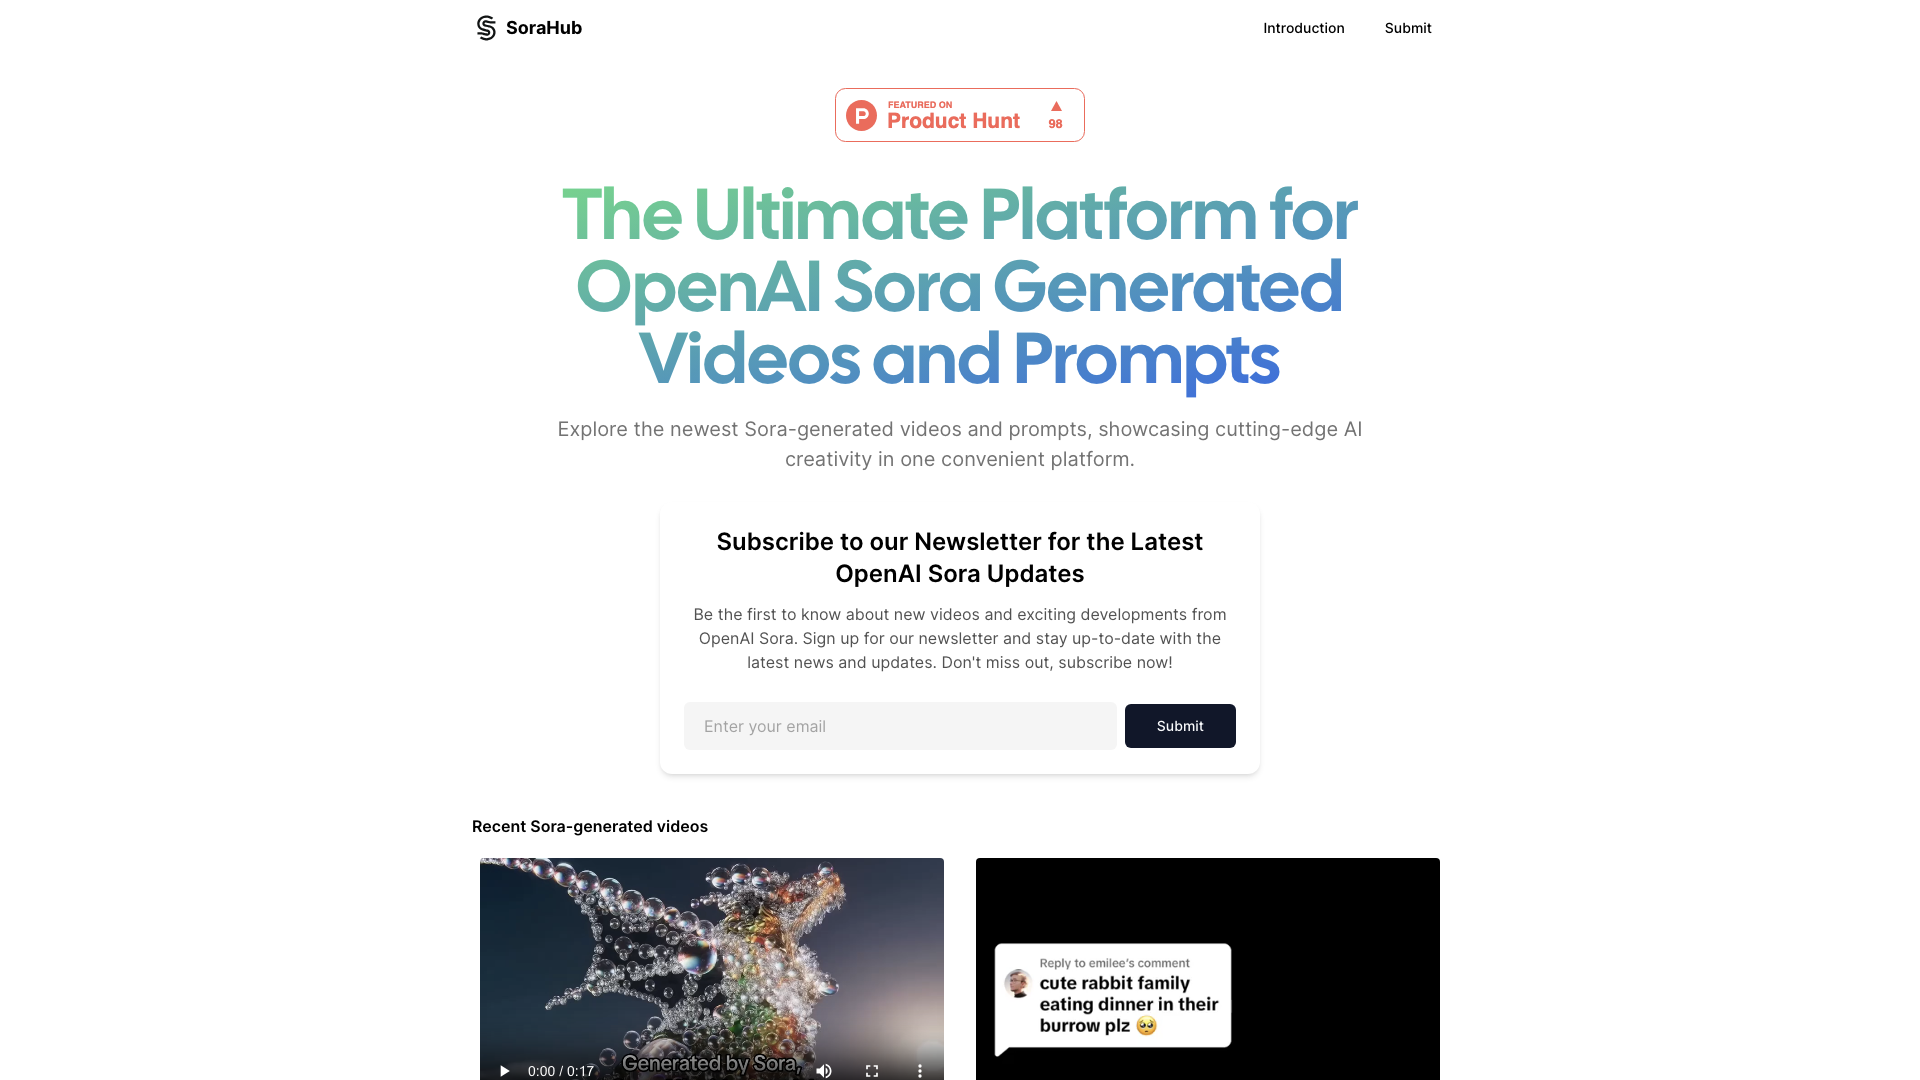 SoraHub
Introduction
Submit
FEATURED ON
Product Hunt
98
The Ultimate Platform for
OpenAI Sora Generated
Videos and Prompts
Explore the newest Sora-generated videos and prompts, showcasing cutting-edge AI
creativity in one convenient platform.
Subscribe to our Newsletter for the Latest
OpenAI Sora Updates
Be the first to know about new videos and exciting developments from
OpenAI Sora. Sign up for our newsletter and stay up-to-date with the
latest news and updates. Don't miss out, subscribe now!
Enter your email
Submit
Recent Sora-generated videos
Generated by Sora,
0:00 / 0:17
Reply to emilee's comment
cute rabbit family
eating dinner in their
burrow plz 🥺